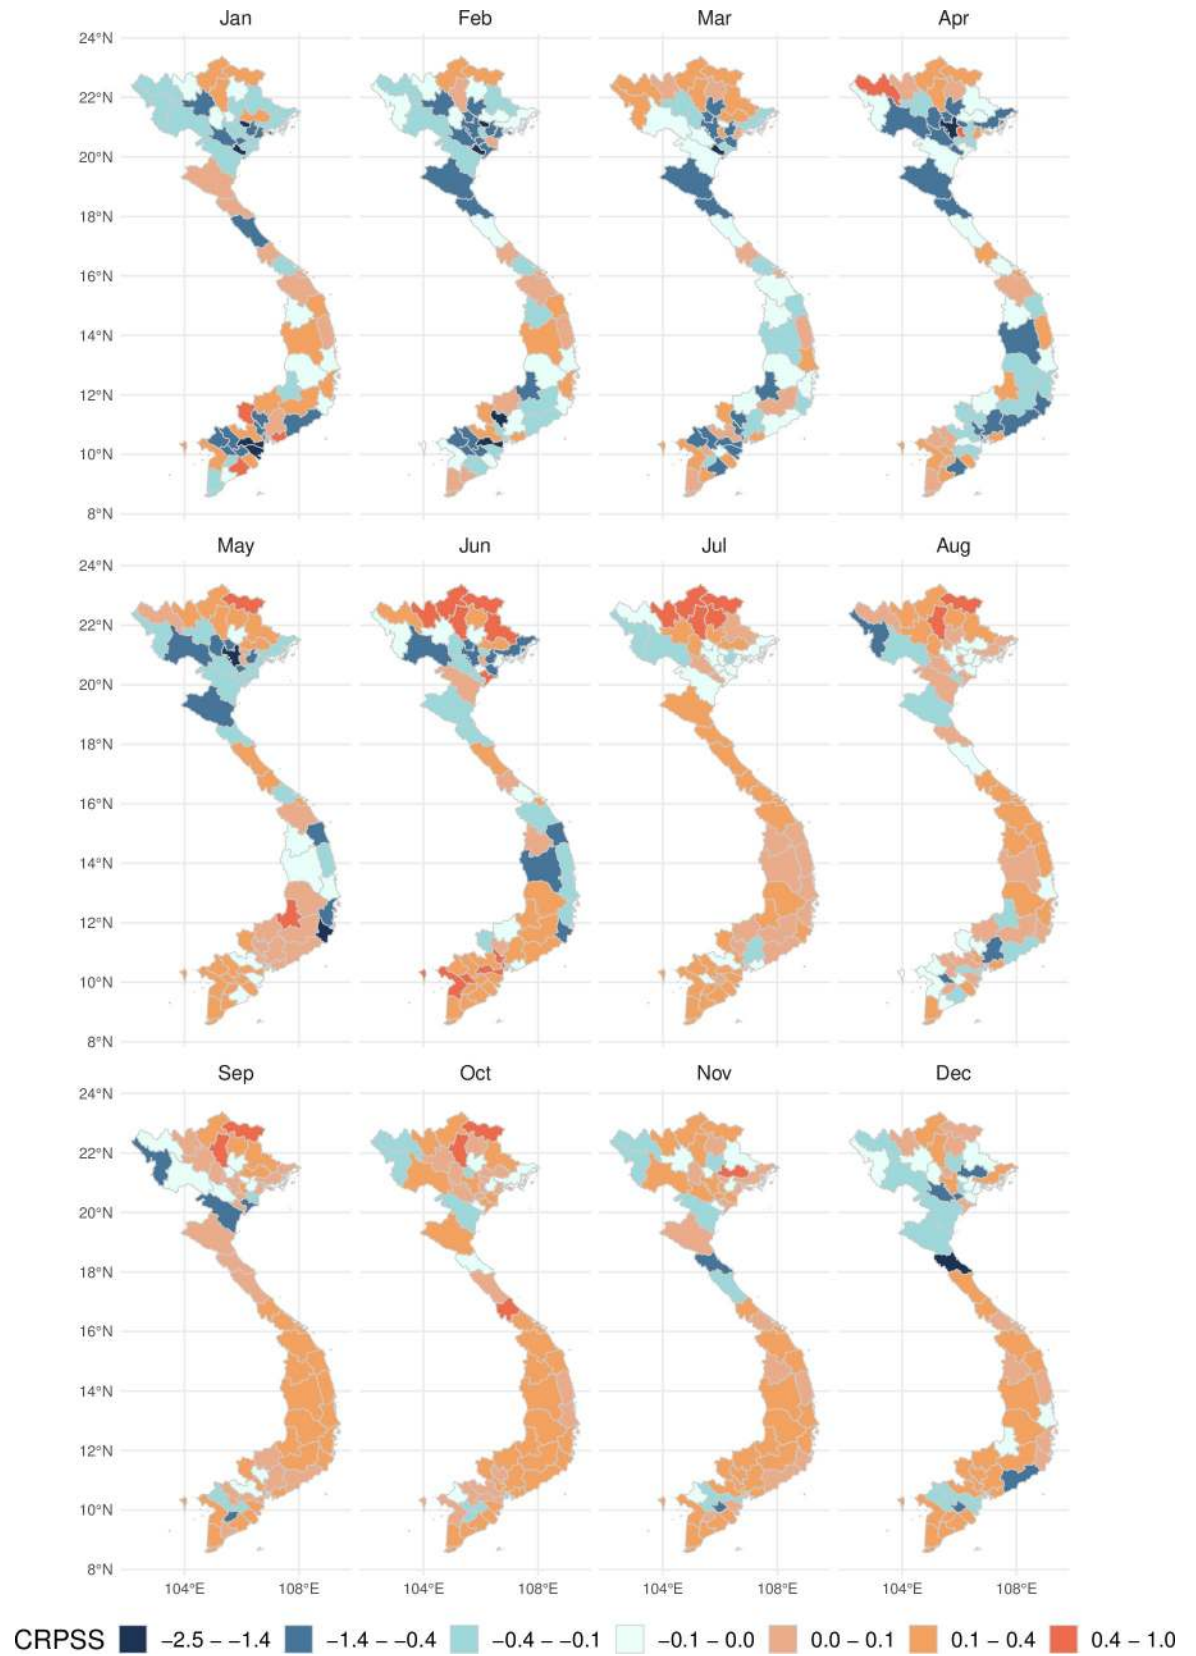 Jan Feb Mar Apr
24°N
22°N
20°N
18°N
16°N
14°N
12°N
10°N
8°N
May Jun Jul Aug
24°N
22°N
20°N
18°N
16°N
14°N
12°N
10°N
8°N
Sep Oct Nov Dec
24°N
22°N
20°N
18°N
16°N
14°N
12°N
10°N
8°N
104°E 108°E 104°E 108°E 104°E 108°E 104°E 108°E
CRPSS −2.5 – −1.4 −1.4 – −0.4 −0.4 – −0.1 −0.1 – 0.0 0.0 – 0.1 0.1 – 0.4 0.4 – 1.0